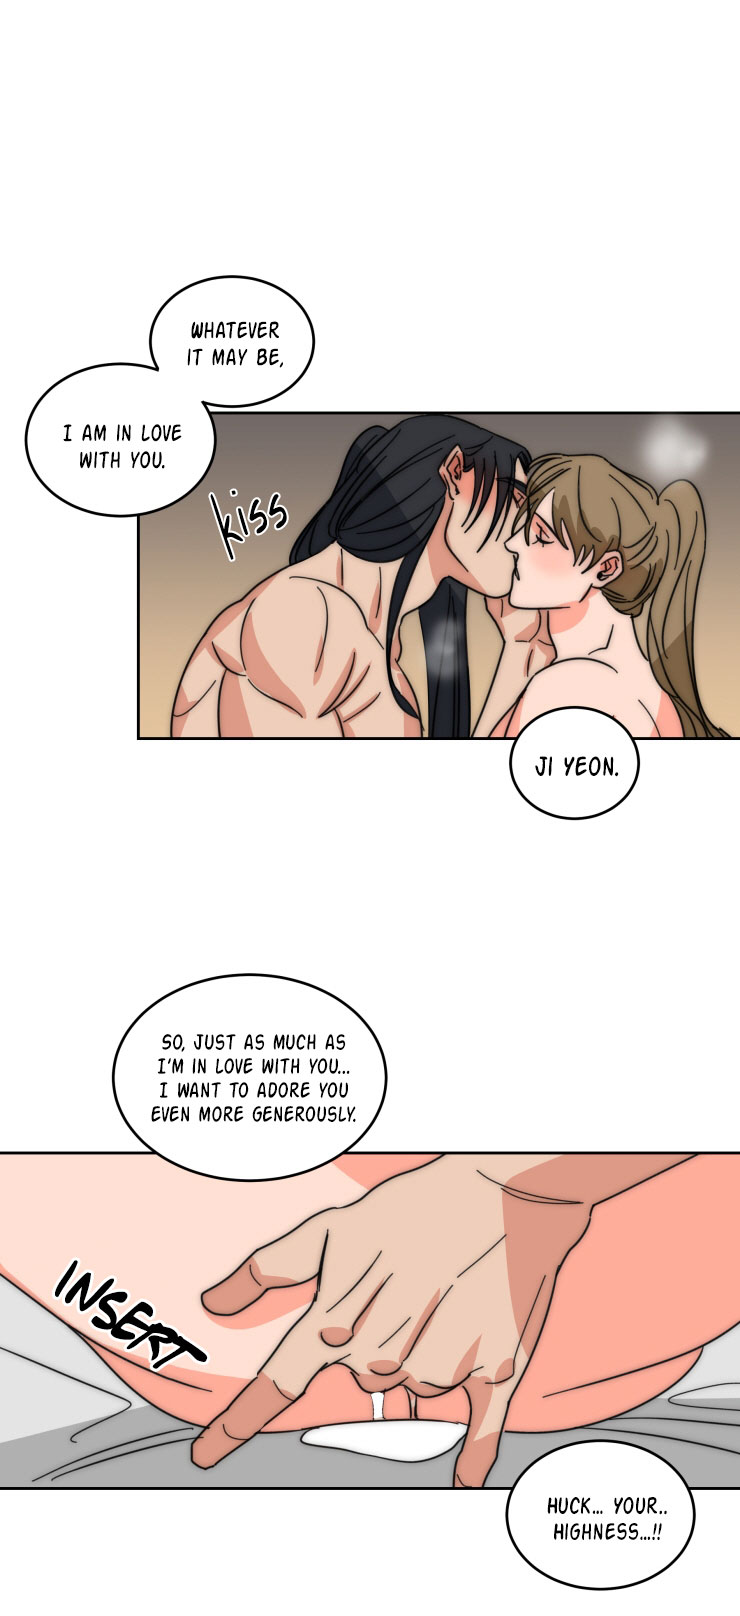 WHATEVER
IT MAY BE,
I AM IN LOVE
WITH YOU.
kiss
JI YEON.
SO, JUST AS MUCH AS
I'M IN LOVE WITH YOU...
I WANT TO ADORE YOU
EVEN MORE GENEROUSLY.
INSERT
HUCK... YOUR..
HIGHNESS...!!